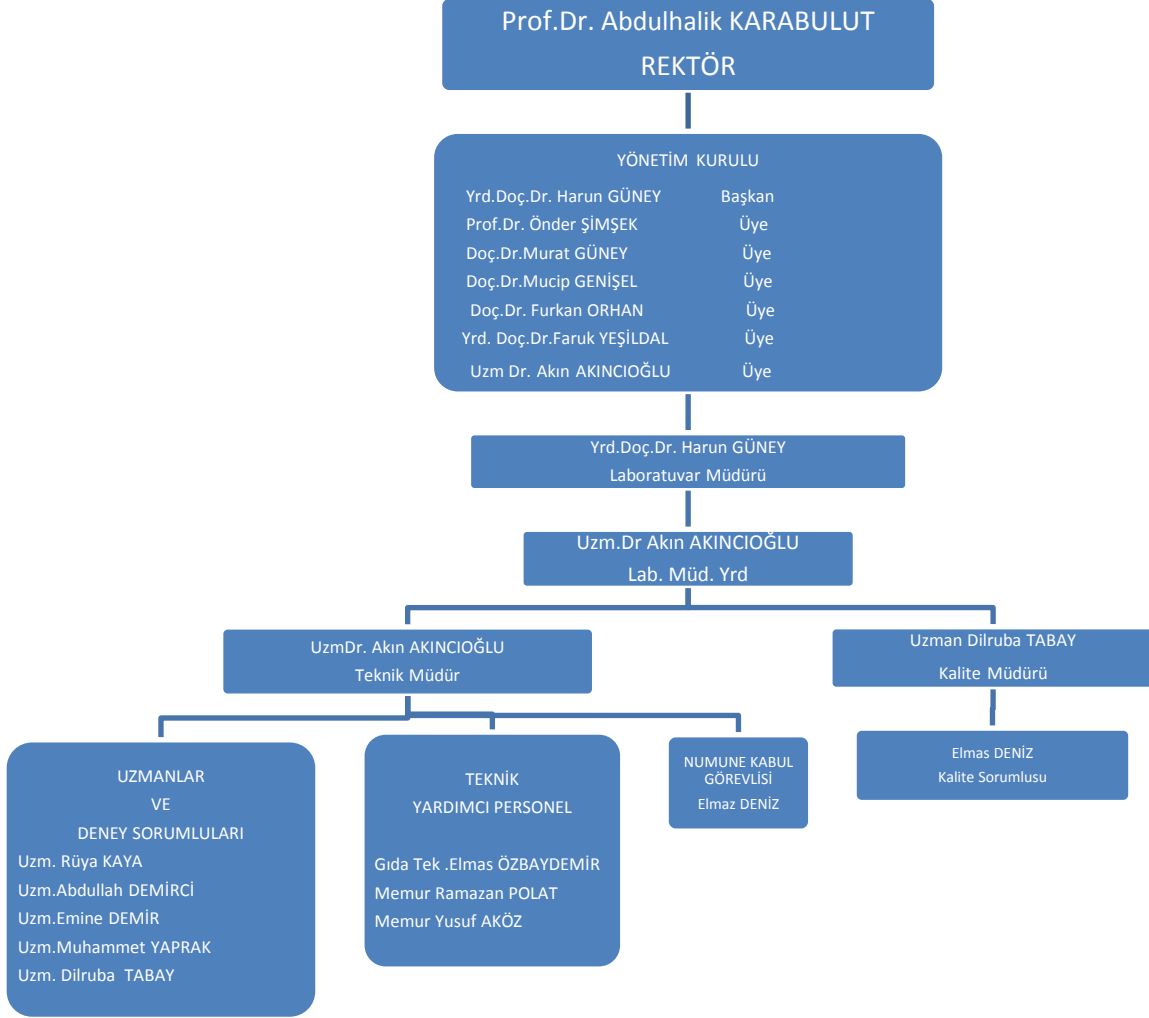 Prof.Dr. Abdulhalik KARABULUT
REKTÖR
YÖNETİM KURULU
Yrd.Doç.Dr. Harun GÜNEY Başkan
Prof.Dr. Önder ŞİMŞEK Üye
Doç.Dr.Murat GÜNEY Üye
Doç.Dr.Mucip GENİŞEL Üye
Doç.Dr. Furkan ORHAN Üye
Yrd. Doç.Dr.Faruk YEŞİLDAL Üye
Uzm Dr. Akın AKINCIOĞLU Üye
Yrd.Doç.Dr. Harun GÜNEY
Laboratuvar Müdürü
Uzm.Dr Akın AKINCIOĞLU
Lab. Müd. Yrd
UzmDr. Akın AKINCIOĞLU
Teknik Müdür
Uzman Dilruba TABAY
Kalite Müdürü
UZMANLAR
VE
DENEY SORUMLULARI
Uzm. Rüya KAYA
Uzm.Abdullah DEMİRCİ
Uzm.Emine DEMİR
Uzm.Muhammet YAPRAK
Uzm. Dilruba TABAY
TEKNİK
YARDIMCI PERSONEL
Gıda Tek .Elmas ÖZBAYDEMİR
Memur Ramazan POLAT
Memur Yusuf AKÖZ
NUMUNE KABUL
GÖREVLİSİ
Elmaz DENİZ
Elmas DENİZ
Kalite Sorumlusu